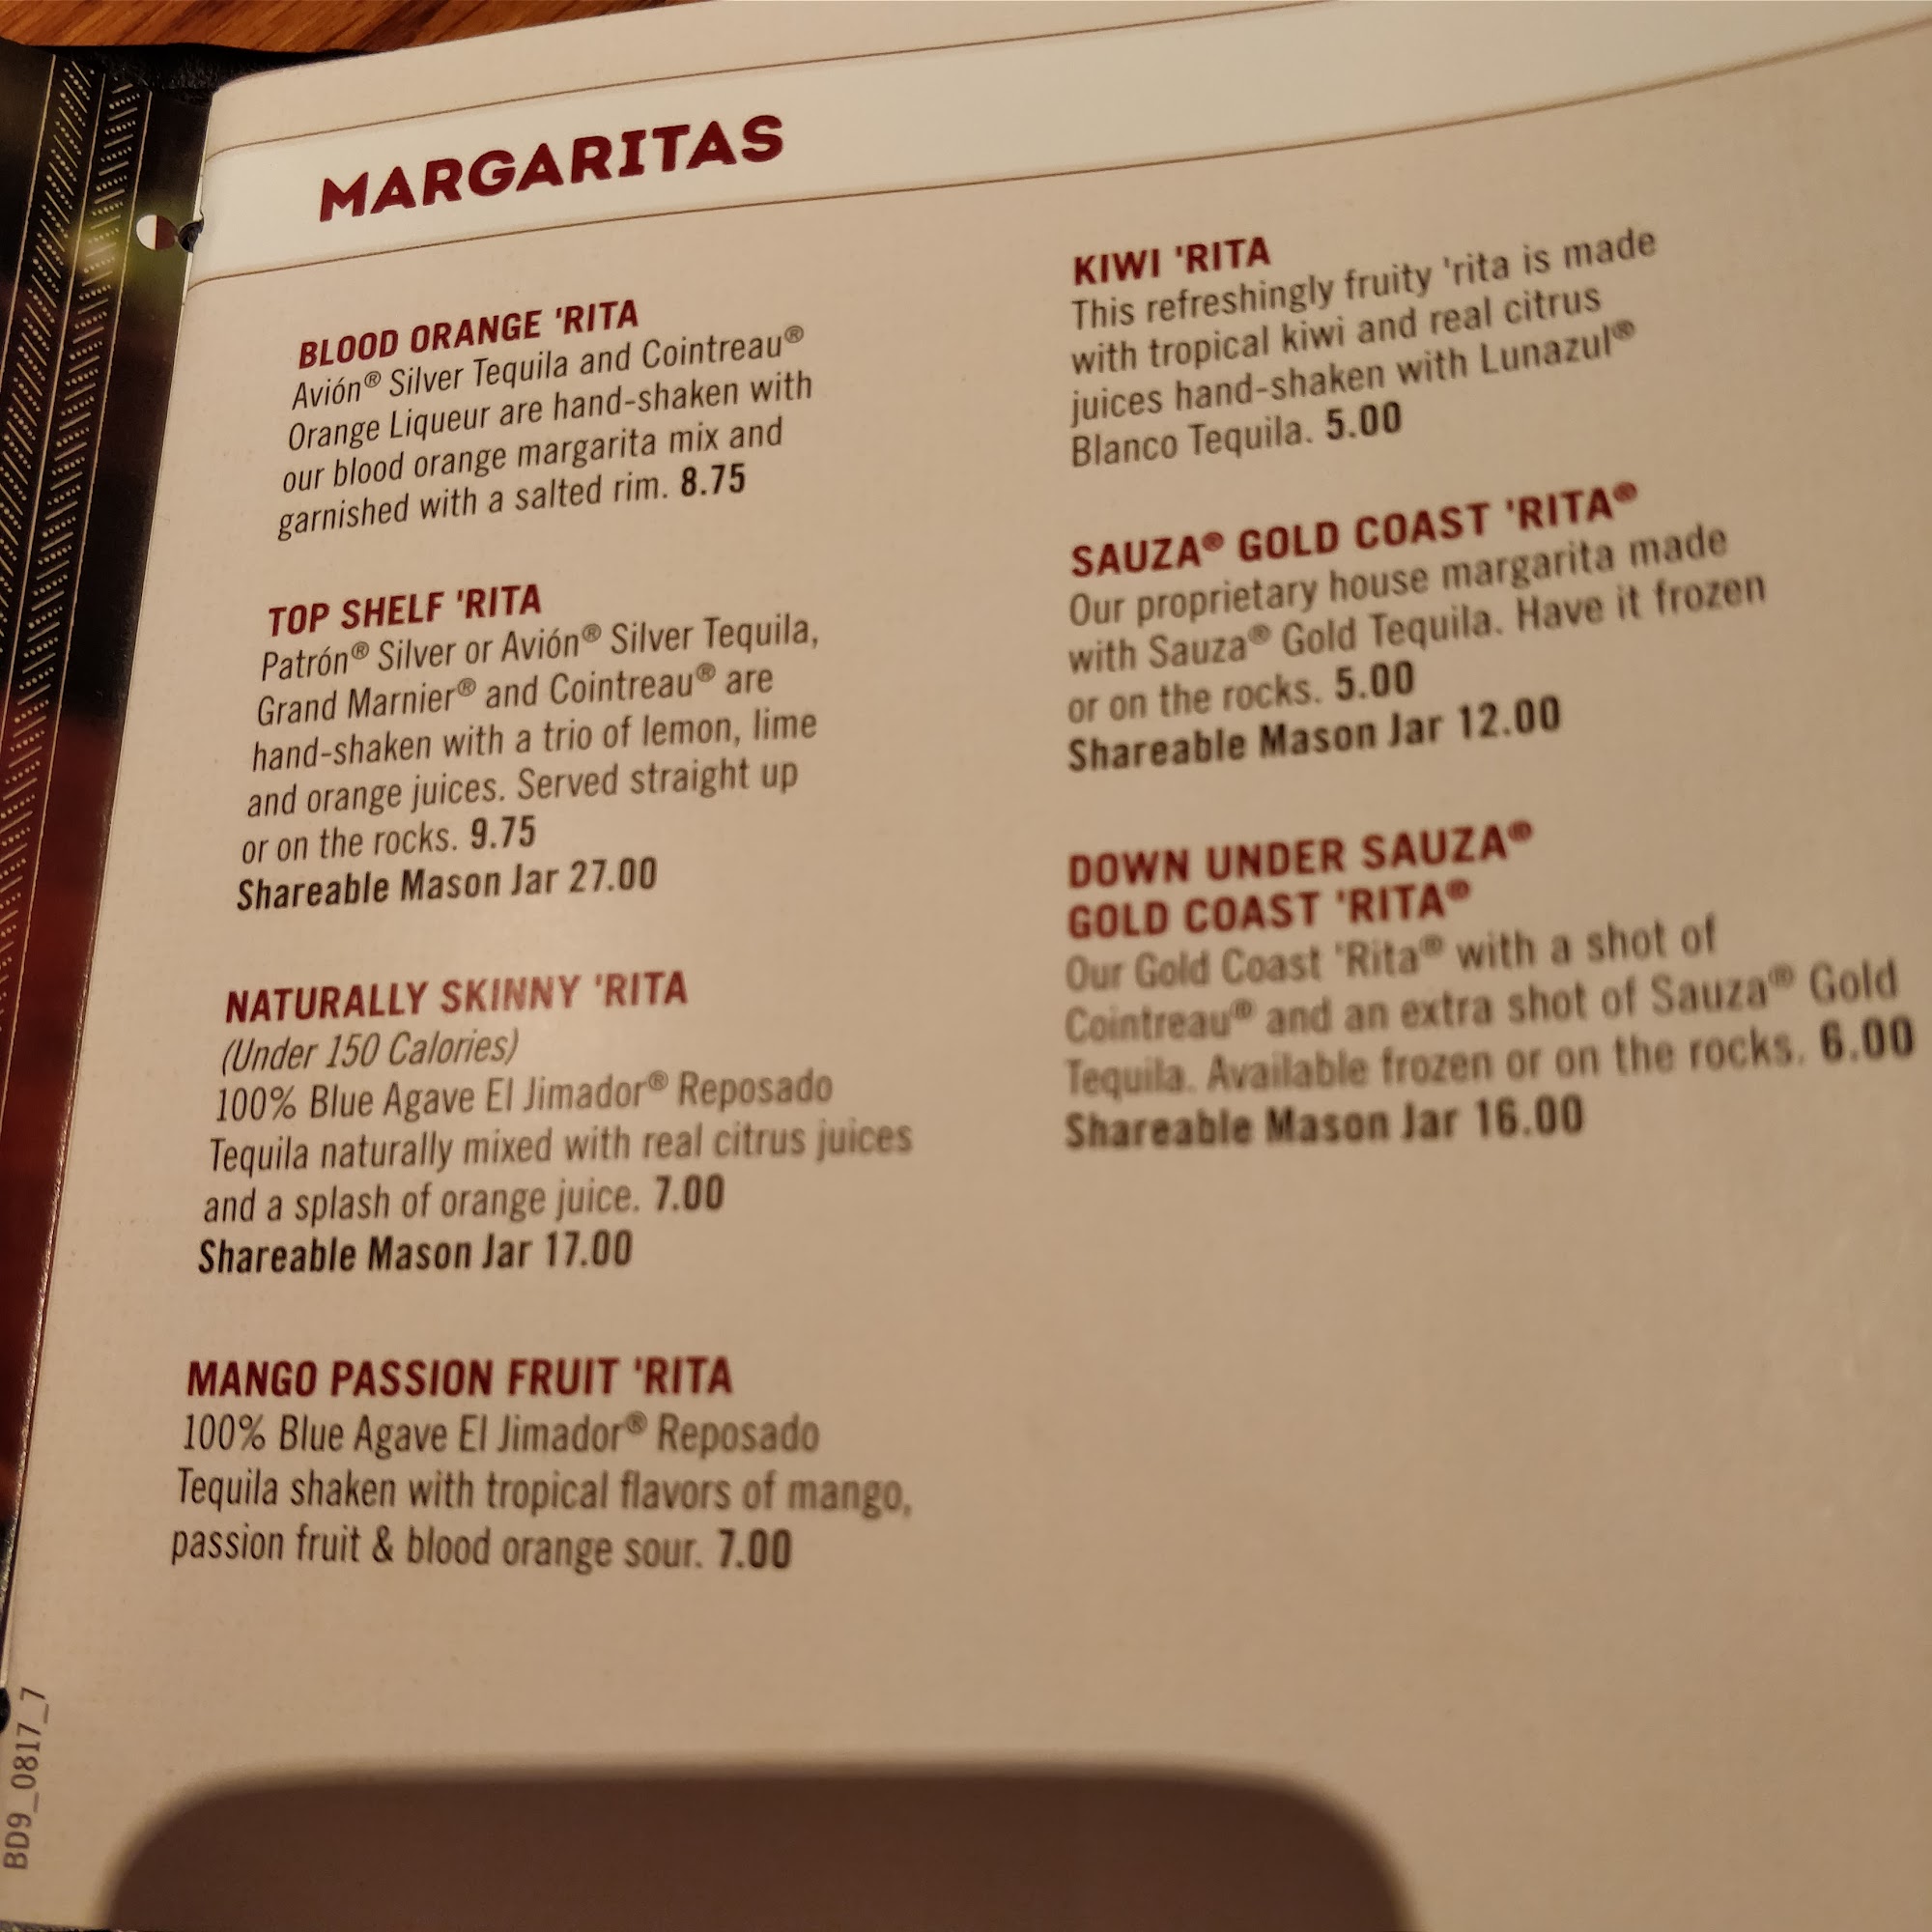 MARGARITAS
BLOOD ORANGE 'RITA
Avión® Silver Tequila and Cointreau®
Orange Liqueur are hand-shaken with
our blood orange margarita mix and
garnished with a salted rim. 8.75
TOP SHELF 'RITA
Patrón® Silver or Avión® Silver Tequila,
Grand Marnier® and Cointreau® are
hand-shaken with a trio of lemon, lime
and orange juices. Served straight up
or on the rocks. 9.75
Shareable Mason Jar 27.00
NATURALLY SKINNY 'RITA
(Under 150 Calories)
100% Blue Agave El Jimador® Reposado
Tequila naturally mixed with real citrus juices
and a splash of orange juice. 7.00
Shareable Mason Jar 17.00
MANGO PASSION FRUIT 'RITA
100% Blue Agave El Jimador® Reposado
Tequila shaken with tropical flavors of mango,
passion fruit & blood orange sour. 7.00
KIWI 'RITA
This refreshingly fruity 'rita is made
with tropical kiwi and real citrus
juices hand-shaken with Lunazul®
Blanco Tequila. 5.00
SAUZA® GOLD COAST 'RITA®
Our proprietary house margarita made
with Sauza® Gold Tequila. Have it frozen
or on the rocks. 5.00
Shareable Mason Jar 12.00
DOWN UNDER SAUZA®
GOLD COAST 'RITA®
Our Gold Coast 'Rita® with a shot of
Cointreau® and an extra shot of Sauza® Gold
Tequila. Available frozen or on the rocks. 6.00
Shareable Mason Jar 16.00
BD9_0817_7